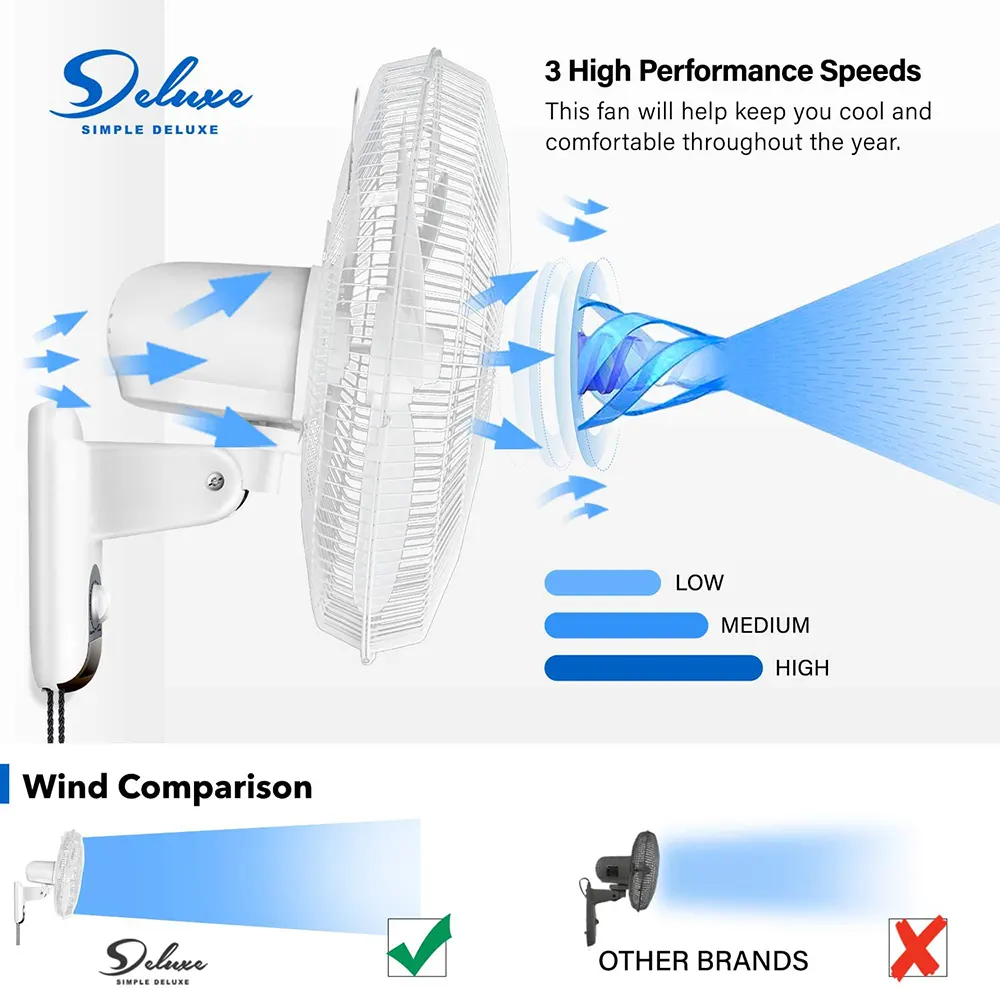 Deluxe
SIMPLE DELUXE
3 High Performance Speeds
This fan will help keep you cool and
comfortable throughout the year.
LOW
MEDIUM
HIGH
Wind Comparison
Deluxe
SIMPLE DELUXE
OTHER BRANDS